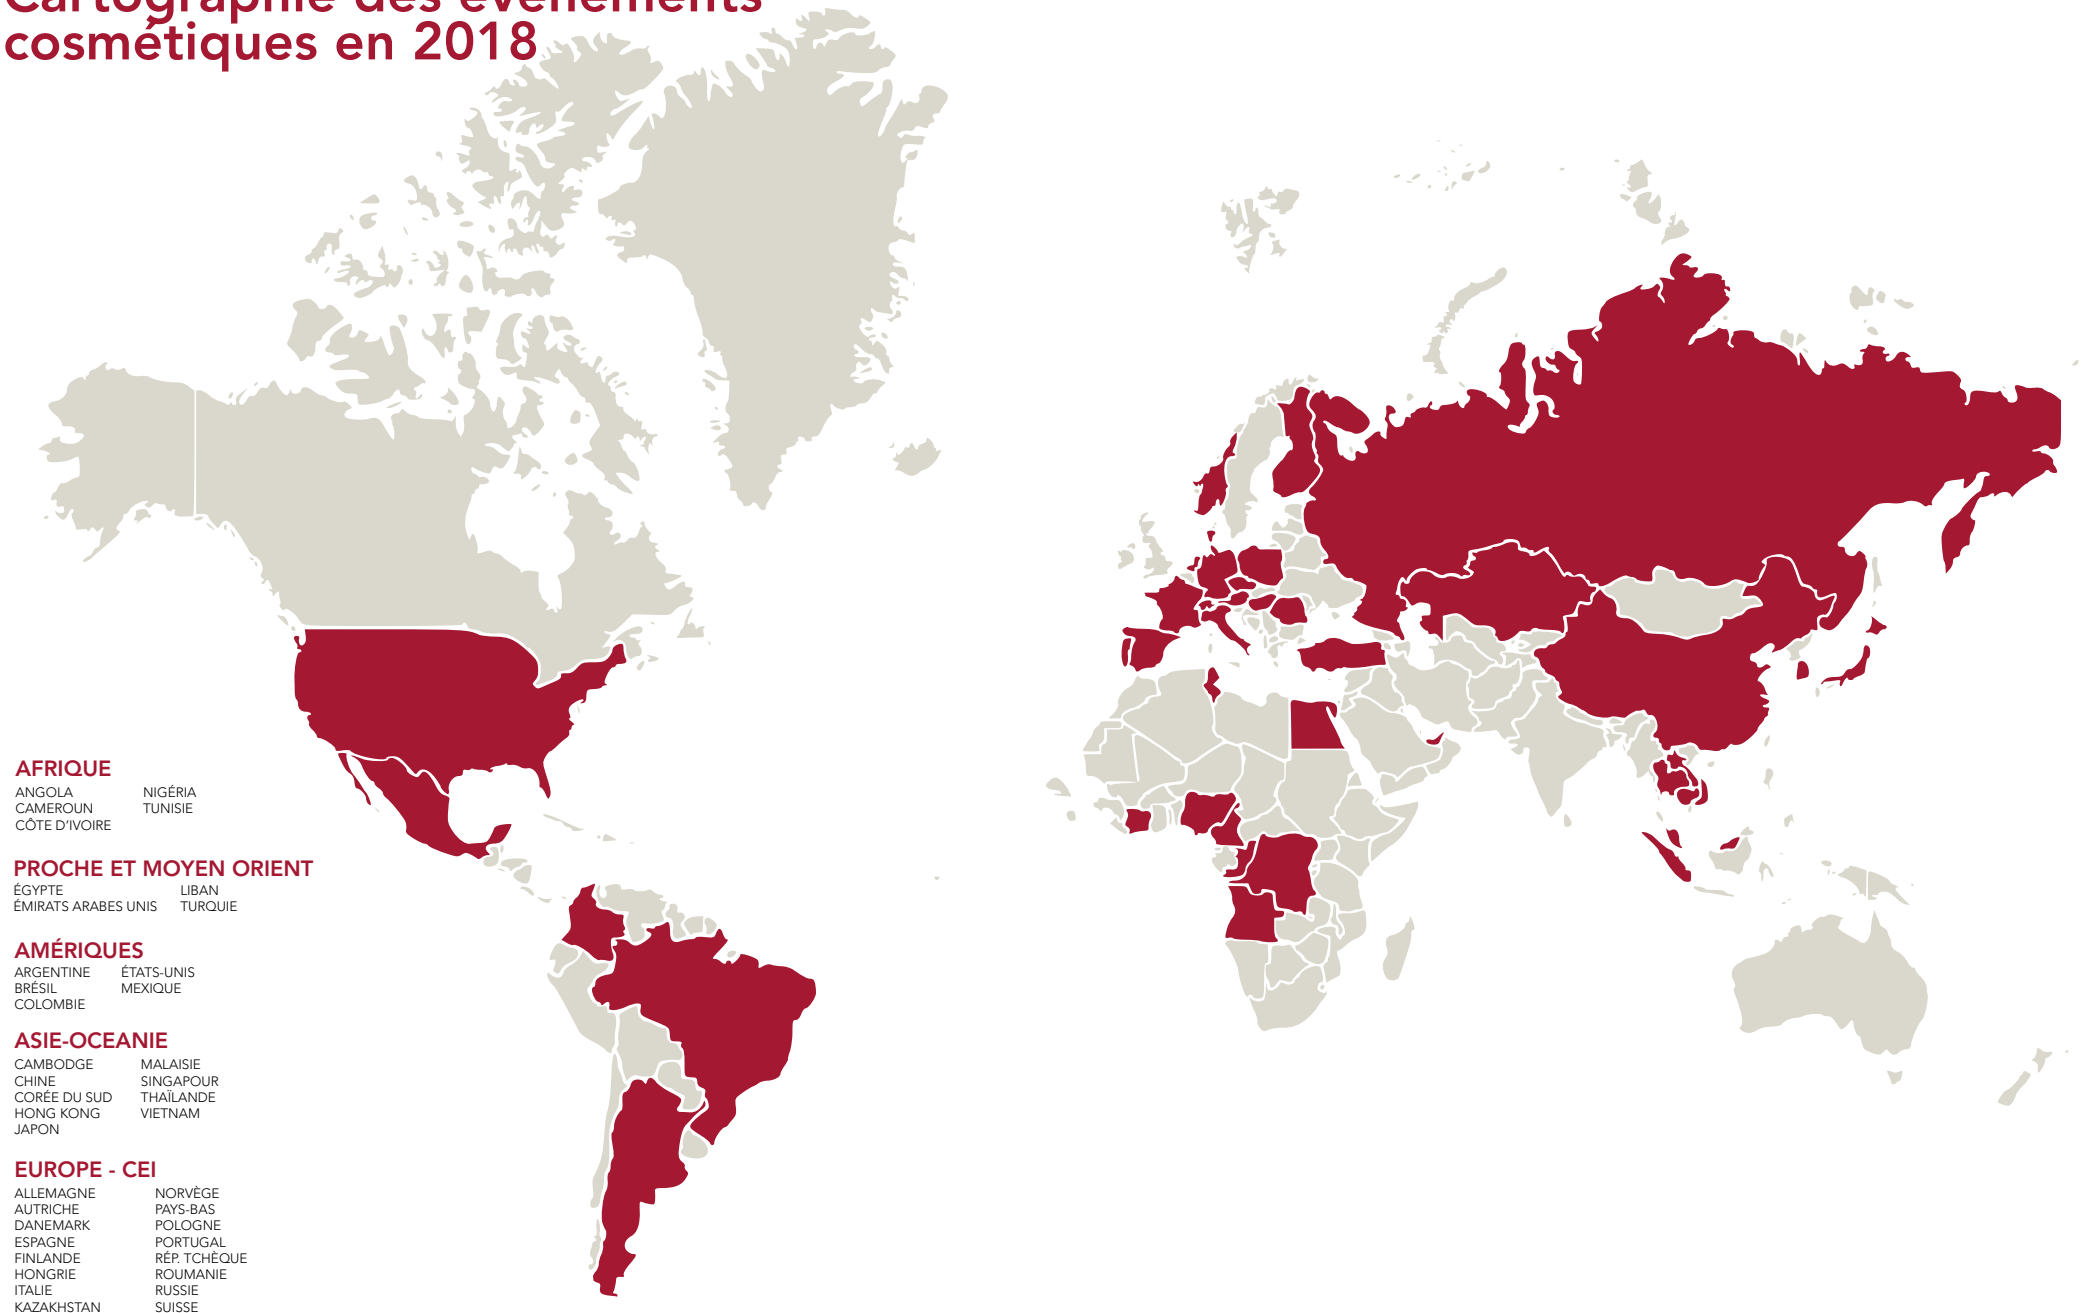 Cartographie des événements
cosmétiques en 2018
AFRIQUE
ANGOLA
CAMEROUN
CÔTE D’IVOIRE
NIGÉRIA
TUNISIE
PROCHE ET MOYEN ORIENT
ÉGYPTE
ÉMIRATS ARABES UNIS
LIBAN
TURQUIE
AMÉRIQUES
ARGENTINE
BRÉSIL
COLOMBIE
ÉTATS-UNIS
MEXIQUE
ASIE-OCEANIE
CAMBODGE
CHINE
CORÉE DU SUD
HONG KONG
JAPON
MALAISIE
SINGAPOUR
THAÏLANDE
VIETNAM
EUROPE - CEI
ALLEMAGNE
AUTRICHE
DANEMARK
ESPAGNE
FINLANDE
HONGRIE
ITALIE
KAZAKHSTAN
NORVÈGE
PAYS-BAS
POLOGNE
PORTUGAL
RÉP. TCHÈQUE
ROUMANIE
RUSSIE
SUISSE